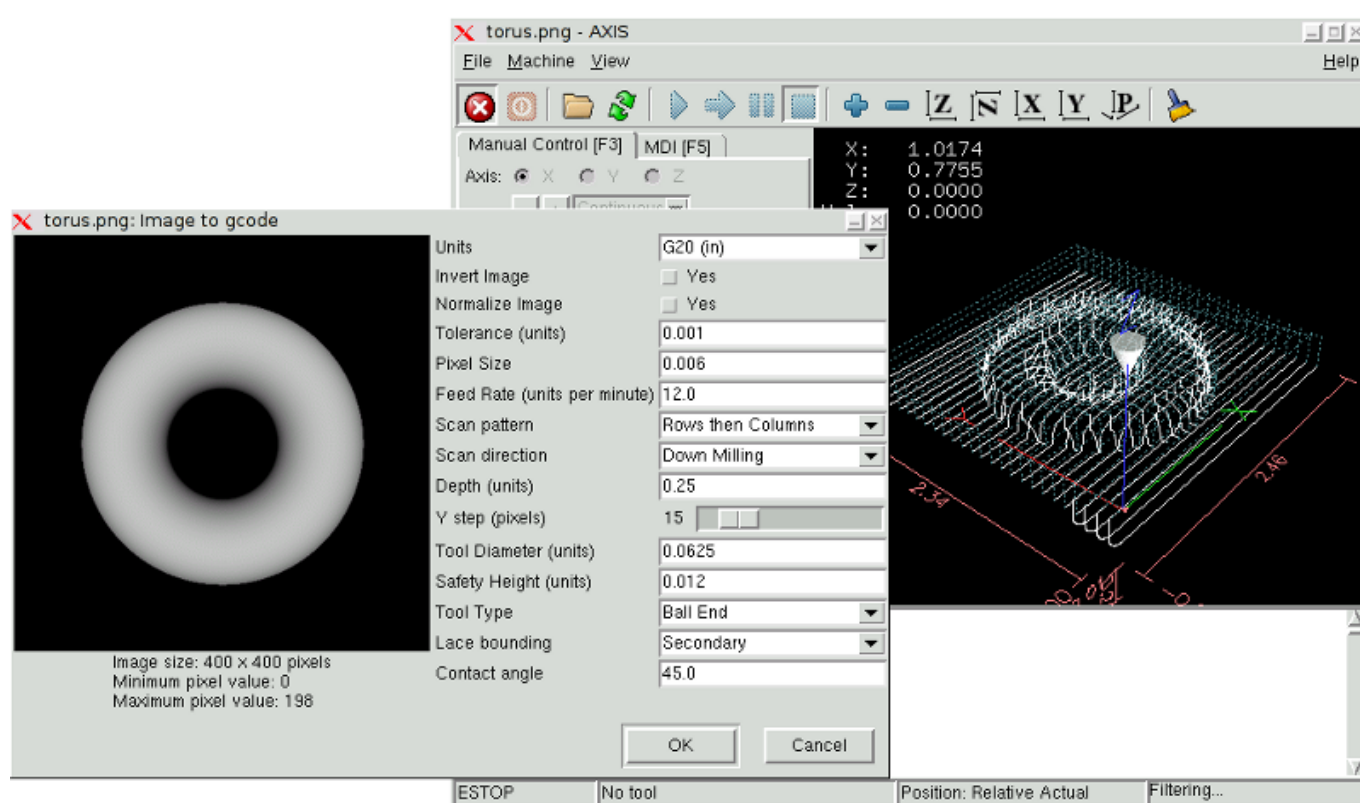 torus.png - AXIS
File Machine View Help
Z N X Y P
Manual Control [F3] MDI [F5]
Axis: X Y Z
Continuous
X: 1.0174
Y: 0.7755
Z: 0.0000
0.0000
torus.png: Image to gcode
Units G20 (in)
Invert Image Yes
Normalize Image Yes
Tolerance (units) 0.001
Pixel Size 0.006
Feed Rate (units per minute) 12.0
Scan pattern Rows then Columns
Scan direction Down Milling
Depth (units) 0.25
Y step (pixels) 15
Tool Diameter (units) 0.0625
Safety Height (units) 0.012
Tool Type Ball End
Lace bounding Secondary
Contact angle 45.0
Image size: 400 x 400 pixels
Minimum pixel value: 0
Maximum pixel value: 198
OK Cancel
X Y
2.34
2.46
ESTOP No tool Position: Relative Actual Filtering...